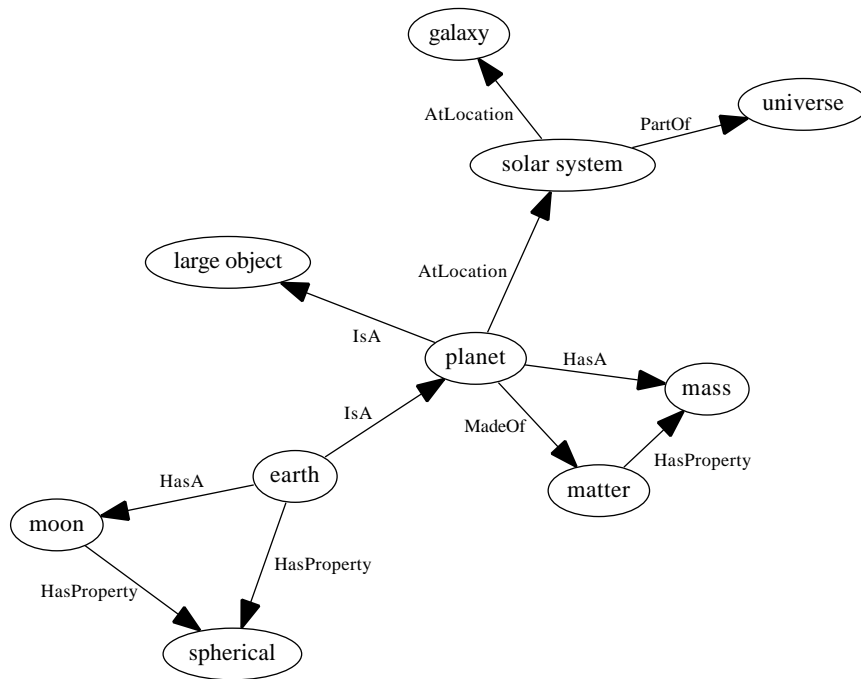 galaxy
universe
AtLocation
PartOf
solar system
large object
AtLocation
IsA
planet
HasA
mass
IsA
MadeOf
HasProperty
earth
HasA
matter
moon
HasProperty
HasProperty
spherical